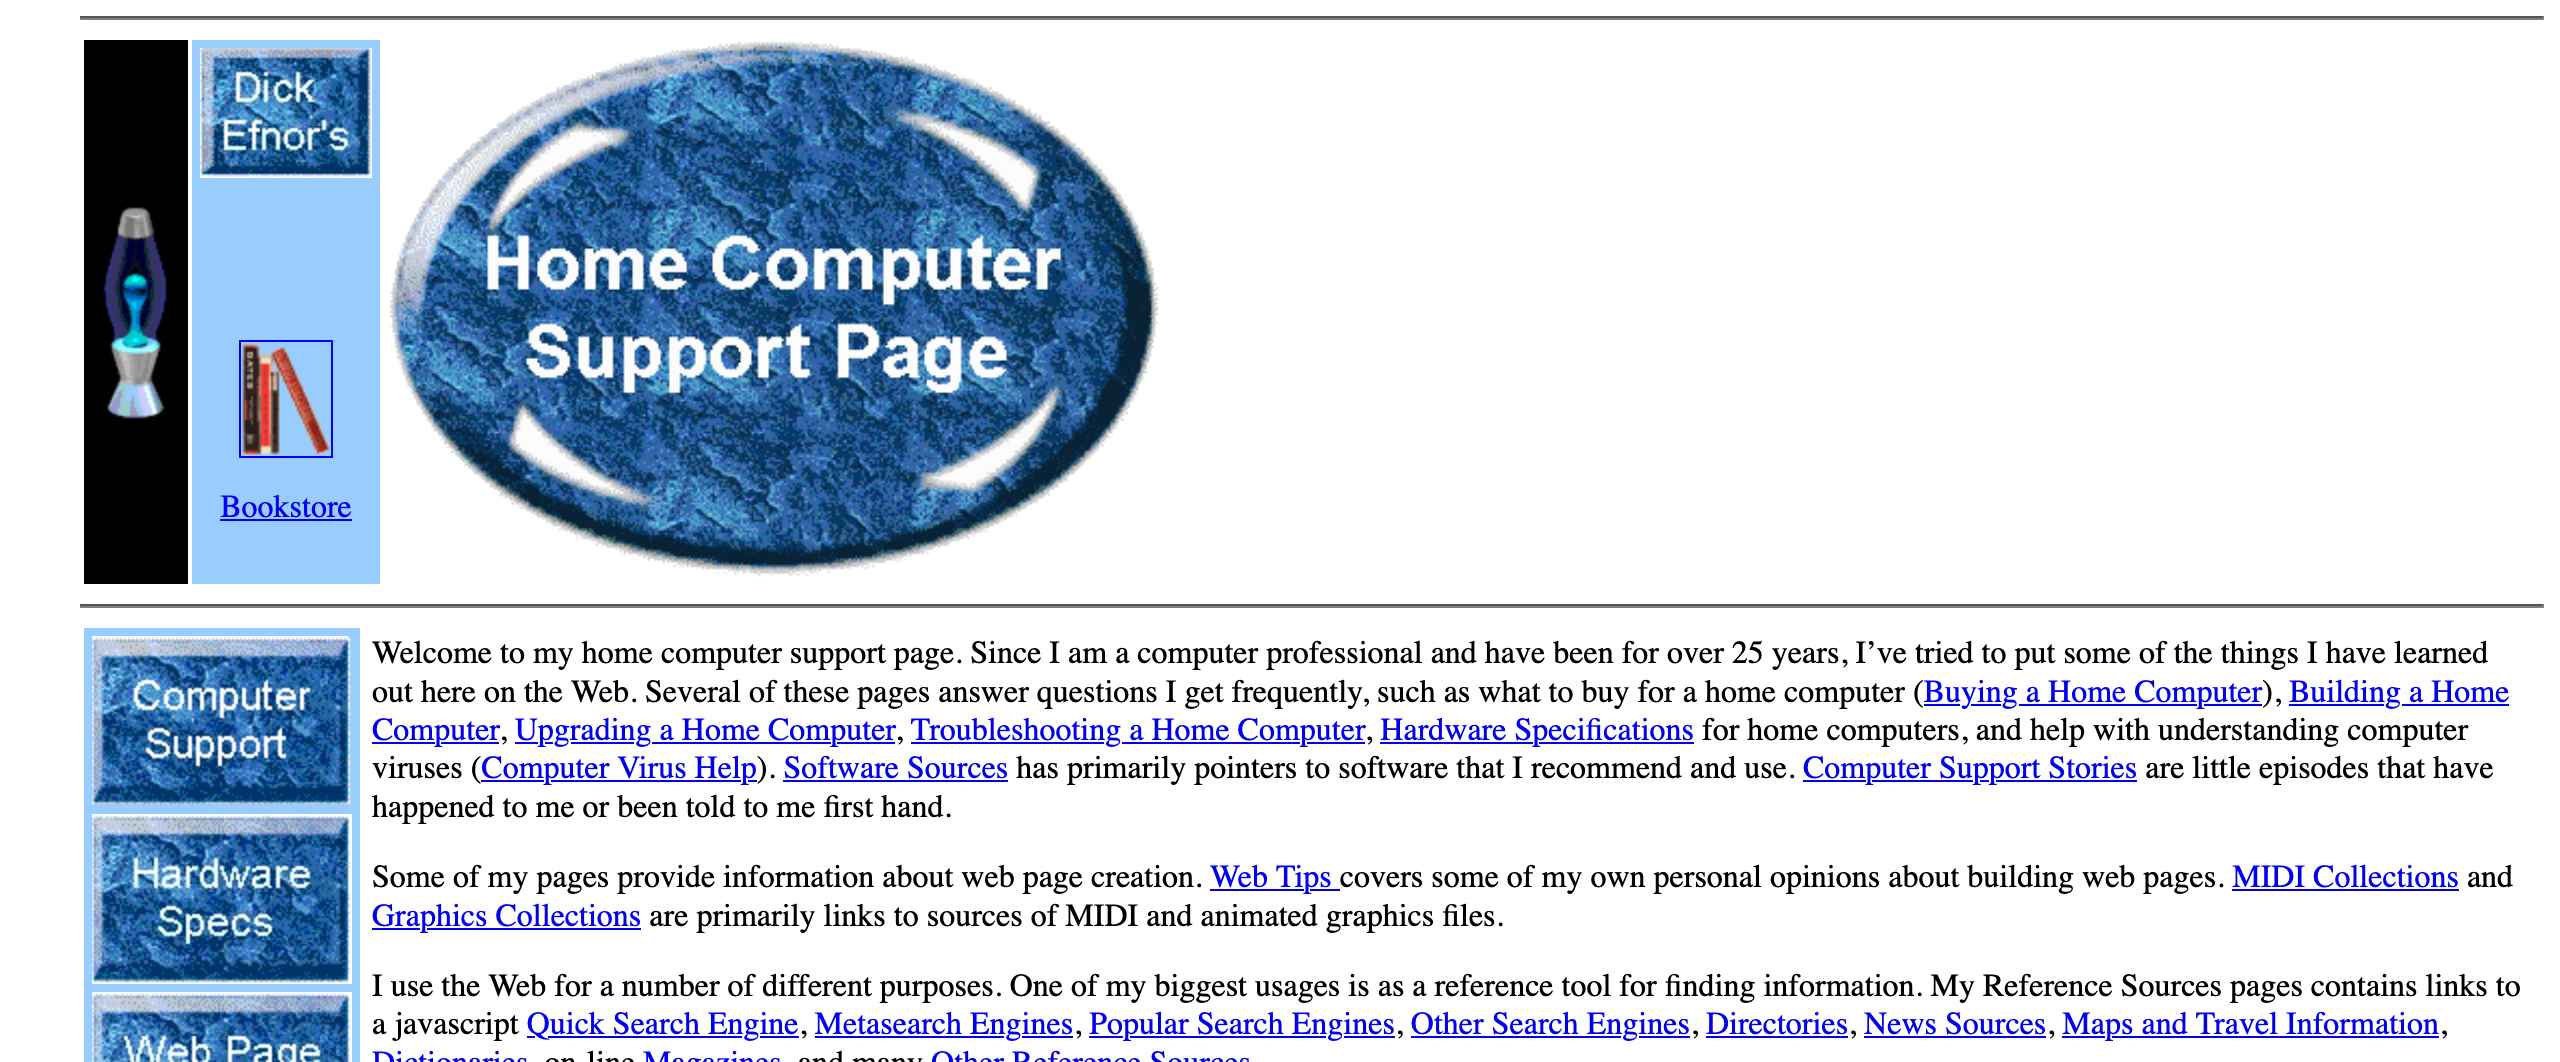 Dick
Efnor's
Bookstore
Home Computer
Support Page
Computer
Support
Hardware
Specs
Web Page
Welcome to my home computer support page. Since I am a computer professional and have been for over 25 years, I’ve tried to put some of the things I have learned
out here on the Web. Several of these pages answer questions I get frequently, such as what to buy for a home computer (Buying a Home Computer), Building a Home
Computer, Upgrading a Home Computer, Troubleshooting a Home Computer, Hardware Specifications for home computers, and help with understanding computer
viruses (Computer Virus Help). Software Sources has primarily pointers to software that I recommend and use. Computer Support Stories are little episodes that have
happened to me or been told to me first hand.
Some of my pages provide information about web page creation. Web Tips covers some of my own personal opinions about building web pages. MIDI Collections and
Graphics Collections are primarily links to sources of MIDI and animated graphics files.
I use the Web for a number of different purposes. One of my biggest usages is as a reference tool for finding information. My Reference Sources pages contains links to
a javascript Quick Search Engine, Metasearch Engines, Popular Search Engines, Other Search Engines, Directories, News Sources, Maps and Travel Information,
Dictionaries, on-line Magazines, and many Other Reference Sources.